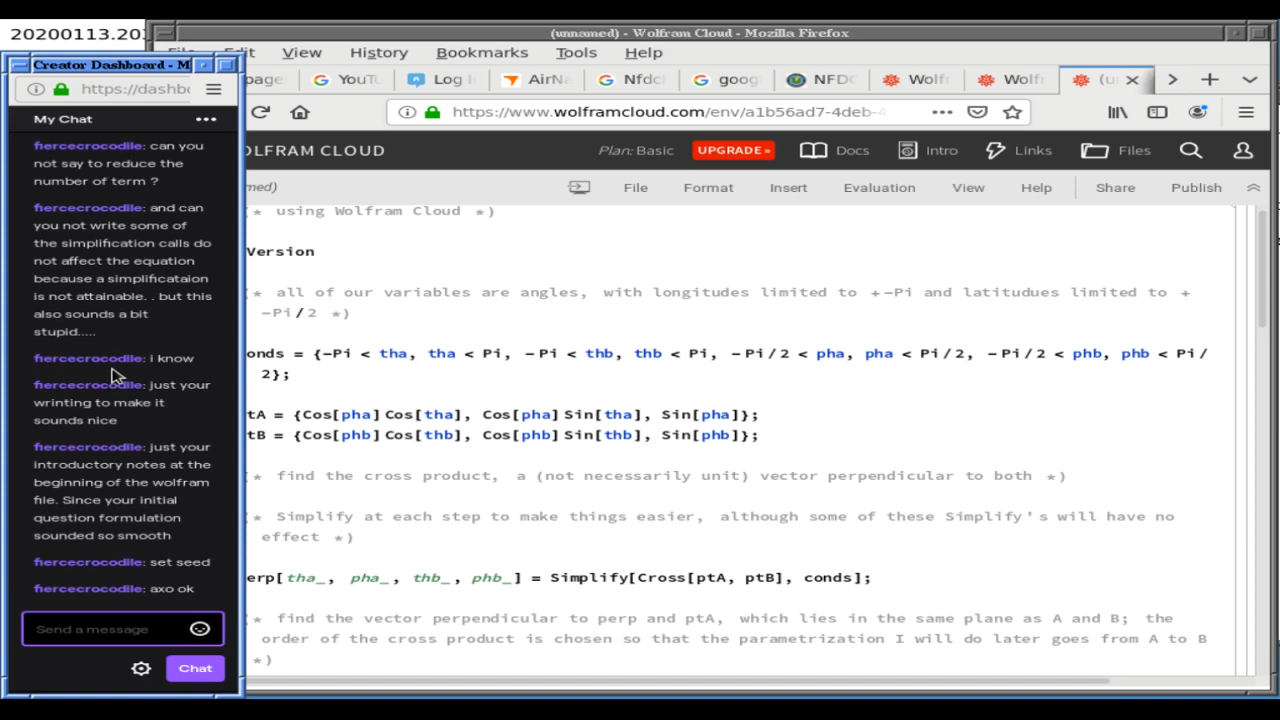 20200113.20
(unnamed) - Wolfram Cloud - Mozilla Firefox
File Edit View History Bookmarks Tools Help
Creator Dashboard - M
page YouT Log In AirNa Nfdc goog NFDC Wolfr Wolfr (u
https://dashbo
https://www.wolframcloud.com/env/a1b56ad7-4deb-4
My Chat
OLFRAM CLOUD Plan: Basic UPGRADE» Docs Intro Links Files
med) File Format Insert Evaluation View Help Share Publish
fiercecrocodile: can you
not say to reduce the
number of term ?
fiercecrocodile: and can
you not write some of
the simplification calls do
not affect the equation
because a simplificataion
is not attainable. . but this
also sounds a bit
stupid.....
fiercecrocodile: i know
fiercecrocodile: just your
wrinting to make it
sounds nice
fiercecrocodile: just your
introductory notes at the
beginning of the wolfram
file. Since your initial
question formulation
sounded so smooth
fiercecrocodile: set seed
fiercecrocodile: axo ok
Send a message
Chat
(* using Wolfram Cloud *)
Version
(* all of our variables are angles, with longitudes limited to +-Pi and latitudues limited to +
-Pi/2 *)
onds = {-Pi < tha, tha < Pi, -Pi < thb, thb < Pi, -Pi/2 < pha, pha < Pi/2, -Pi/2 < phb, phb < Pi/
2};
tA = {Cos[pha] Cos[tha], Cos[pha] Sin[tha], Sin[pha]};
tB = {Cos[phb] Cos[thb], Cos[phb] Sin[thb], Sin[phb]};
(* find the cross product, a (not necessarily unit) vector perpendicular to both *)
(* Simplify at each step to make things easier, although some of these Simplify's will have no
effect *)
erp[tha_, pha_, thb_, phb_] = Simplify[Cross[ptA, ptB], conds];
(* find the vector perpendicular to perp and ptA, which lies in the same plane as A and B; the
order of the cross product is chosen so that the parametrization I will do later goes from A to B
*)